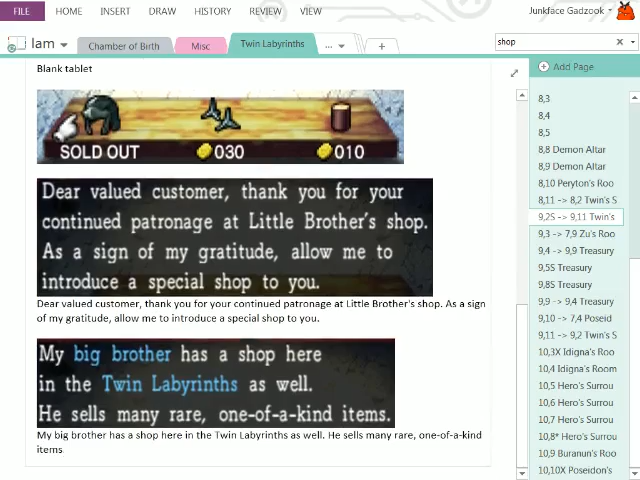 FILE
HOME
INSERT
DRAW
HISTORY
REVIEW
VIEW
Junkface Gadzook
lam
Chamber of Birth
Misc
Twin Labyrinths
...
shop
Add Page
Blank tablet
SOLD OUT
030
010
Dear valued customer, thank you for your
continued patronage at Little Brother's shop.
As a sign of my gratitude, allow me to
introduce a special shop to you.
Dear valued customer, thank you for your continued patronage at Little Brother's shop. As a sign
of my gratitude, allow me to introduce a special shop to you.
My big brother has a shop here
in the Twin Labyrinths as well.
He sells many rare, one-of-a-kind items.
My big brother has a shop here in the Twin Labyrinths as well. He sells many rare, one-of-a-kind
items.
8,3
8,4
8,5
8,8 Demon Altar
8,9 Demon Altar
8,10 Peryton's Roo
8,11 -> 8,2 Twin's S
9,2S -> 9,11 Twin's
9,3 -> 7,9 Zu's Roo
9,4 -> 9,9 Treasury
9,5S Treasury
9,8S Treasury
9,9 -> 9,4 Treasury
9,10 -> 7,4 Poseid
9,11 -> 9,2 Twin's S
10,3X Idigna's Roo
10,4 Idigna's Room
10,5 Hero's Surrou
10,6 Hero's Surrou
10,7 Hero's Surrou
10,8* Hero's Surrou
10,9 Buranun's Roo
10,10X Poseidon's